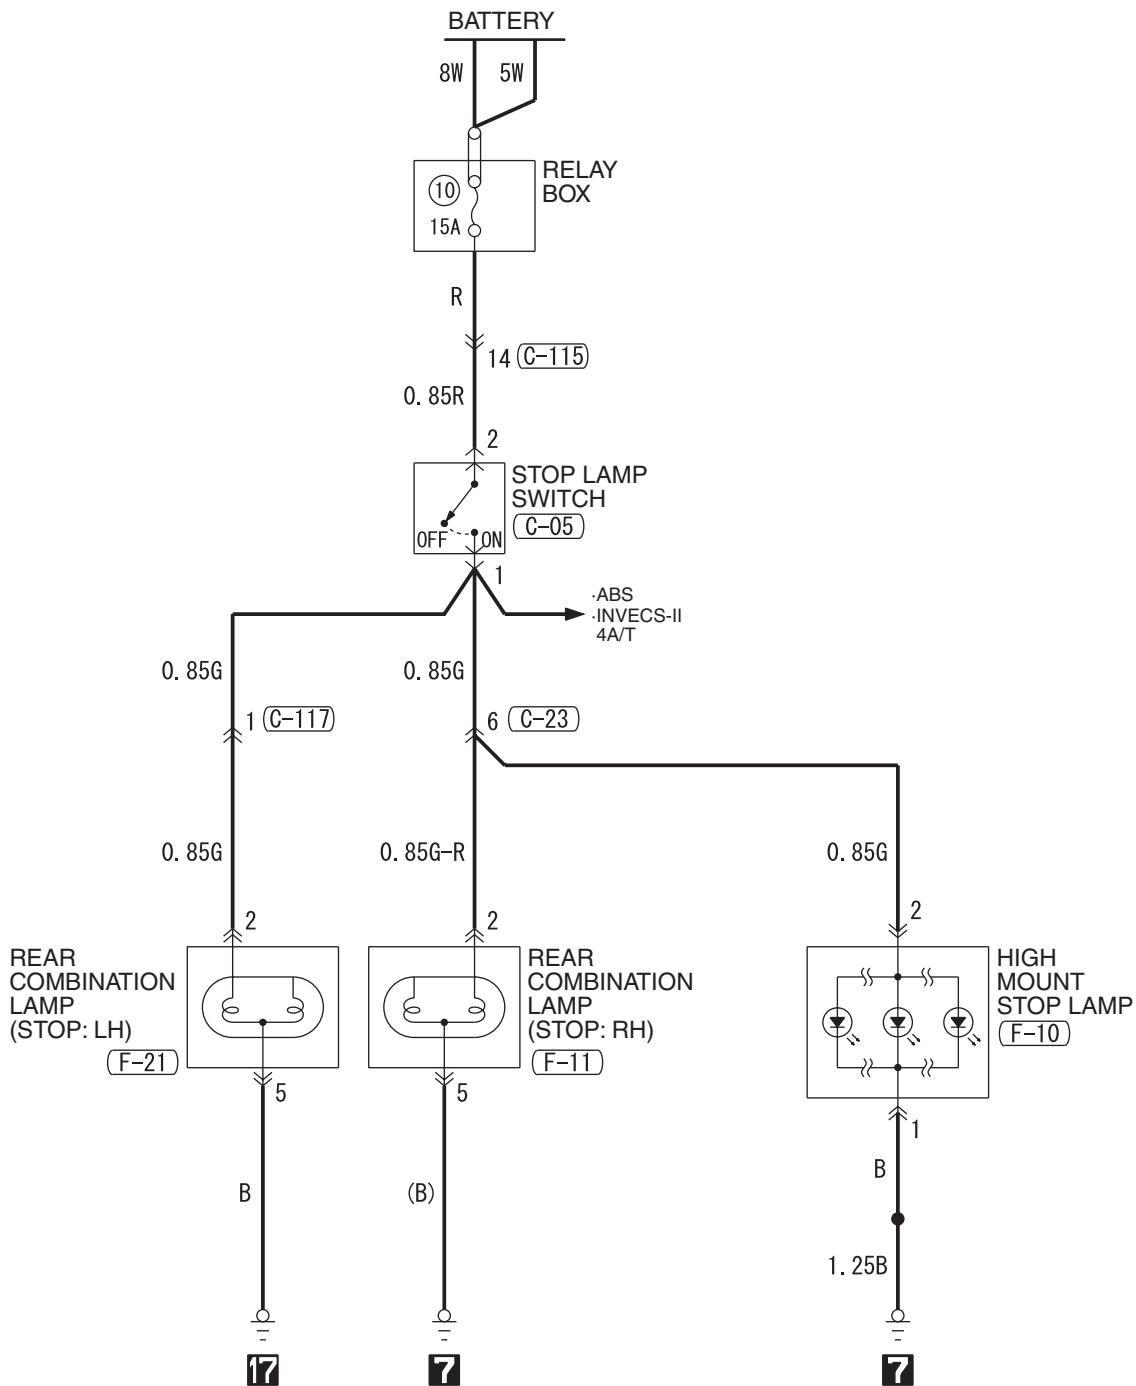 BATTERY
8W
5W
RELAY
BOX
10
15A
R
14 C-115
0.85R
2
STOP LAMP
SWITCH
C-05
OFF
ON
1
·ABS
·INVECS-II
4A/T
0.85G
0.85G
1 C-117
6 C-23
0.85G
0.85G-R
0.85G
2
2
2
REAR
COMBINATION
LAMP
(STOP: LH)
F-21
REAR
COMBINATION
LAMP
(STOP: RH)
F-11
HIGH
MOUNT
STOP LAMP
F-10
5
5
1
B
(B)
B
1.25B
17
7
7